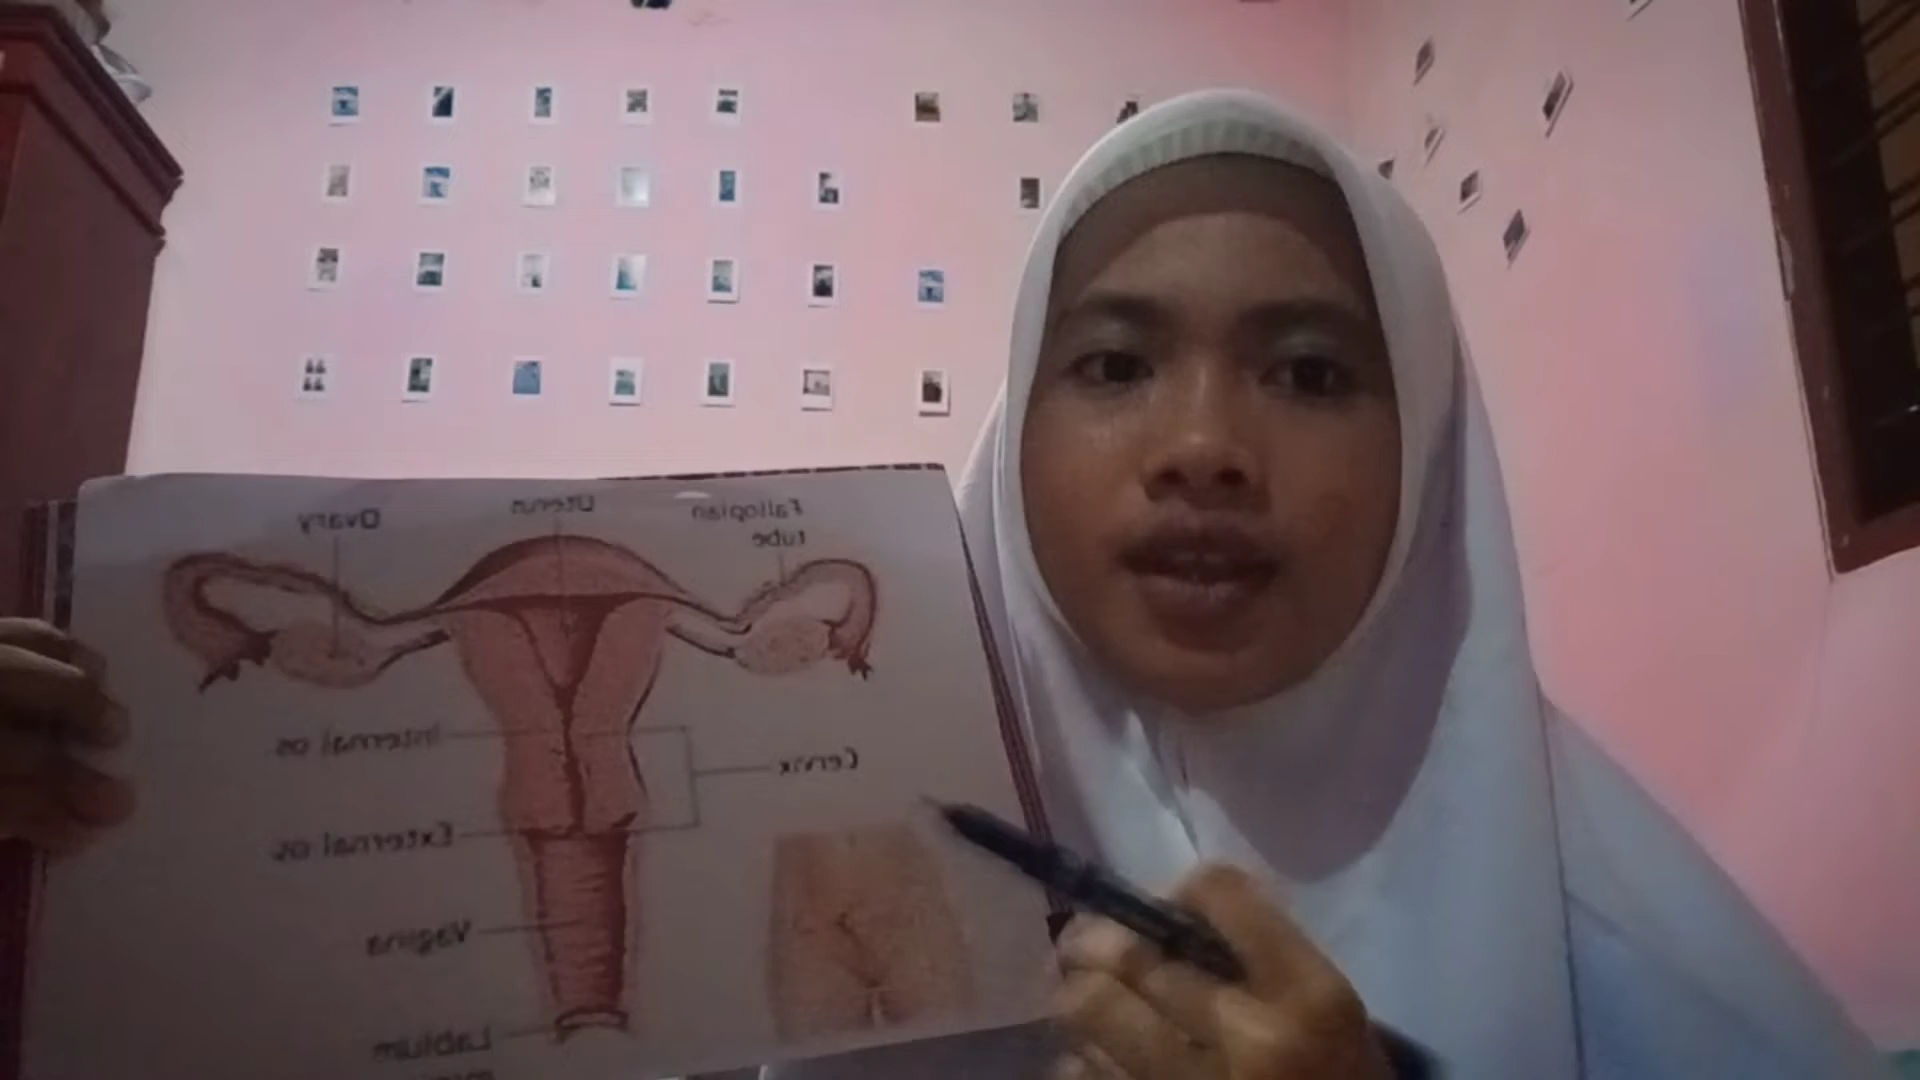 Ovary
Uterus
Fallopian
tube
Internal os
Cervix
External os
Vagina
Labium